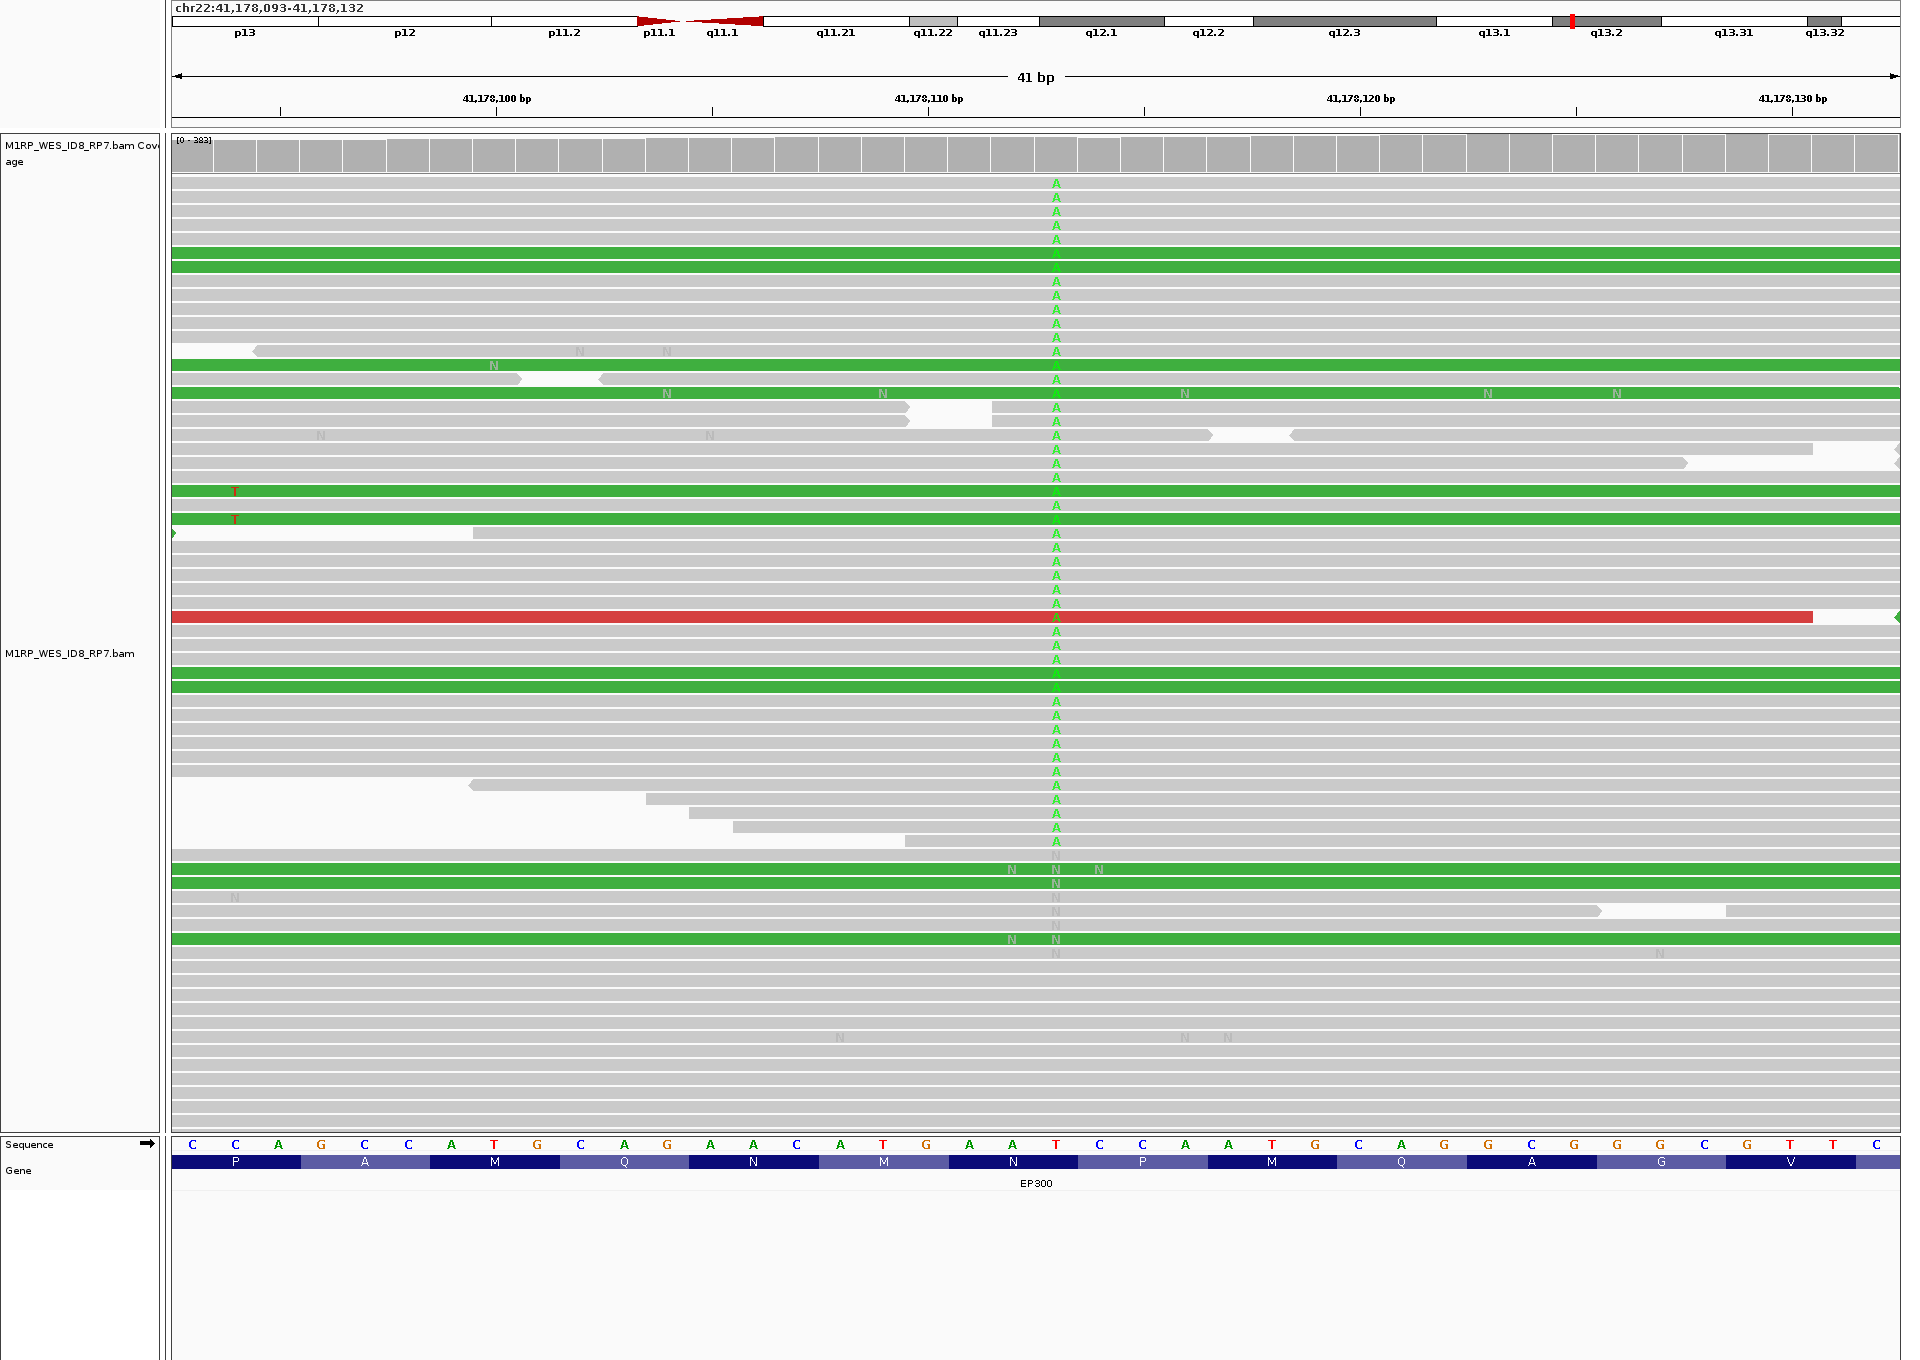 chr22:41,178,093-41,178,132
p13 p12 p11.2 p11.1 q11.1 q11.21 q11.22 q11.23 q12.1 q12.2 q12.3 q13.1 q13.2 q13.31 q13.32
41 bp
41,178,100 bp 41,178,110 bp 41,178,120 bp 41,178,130 bp
M1RP_WES_ID8_RP7.bam Cov
age
[0 - 383]
A
A
A
A
A
A
A
A
A
A
A
A
N N A
N A
A
N N A N N N
A
A
N N A
A
A
A
T A
A
T A
A
A
A
A
A
A
A
A
A
M1RP_WES_ID8_RP7.bam
A
A
A
A
A
A
A
A
A
A
A
A
A
A
N
N N N
N
N N
N
N
N N
N N
N N N
Sequence
C C A G C C A T G C A G A A C A T G A A T C C A A T G C A G G C G G G C G T T C
Gene
P A M Q N M N P M Q A G V
EP300